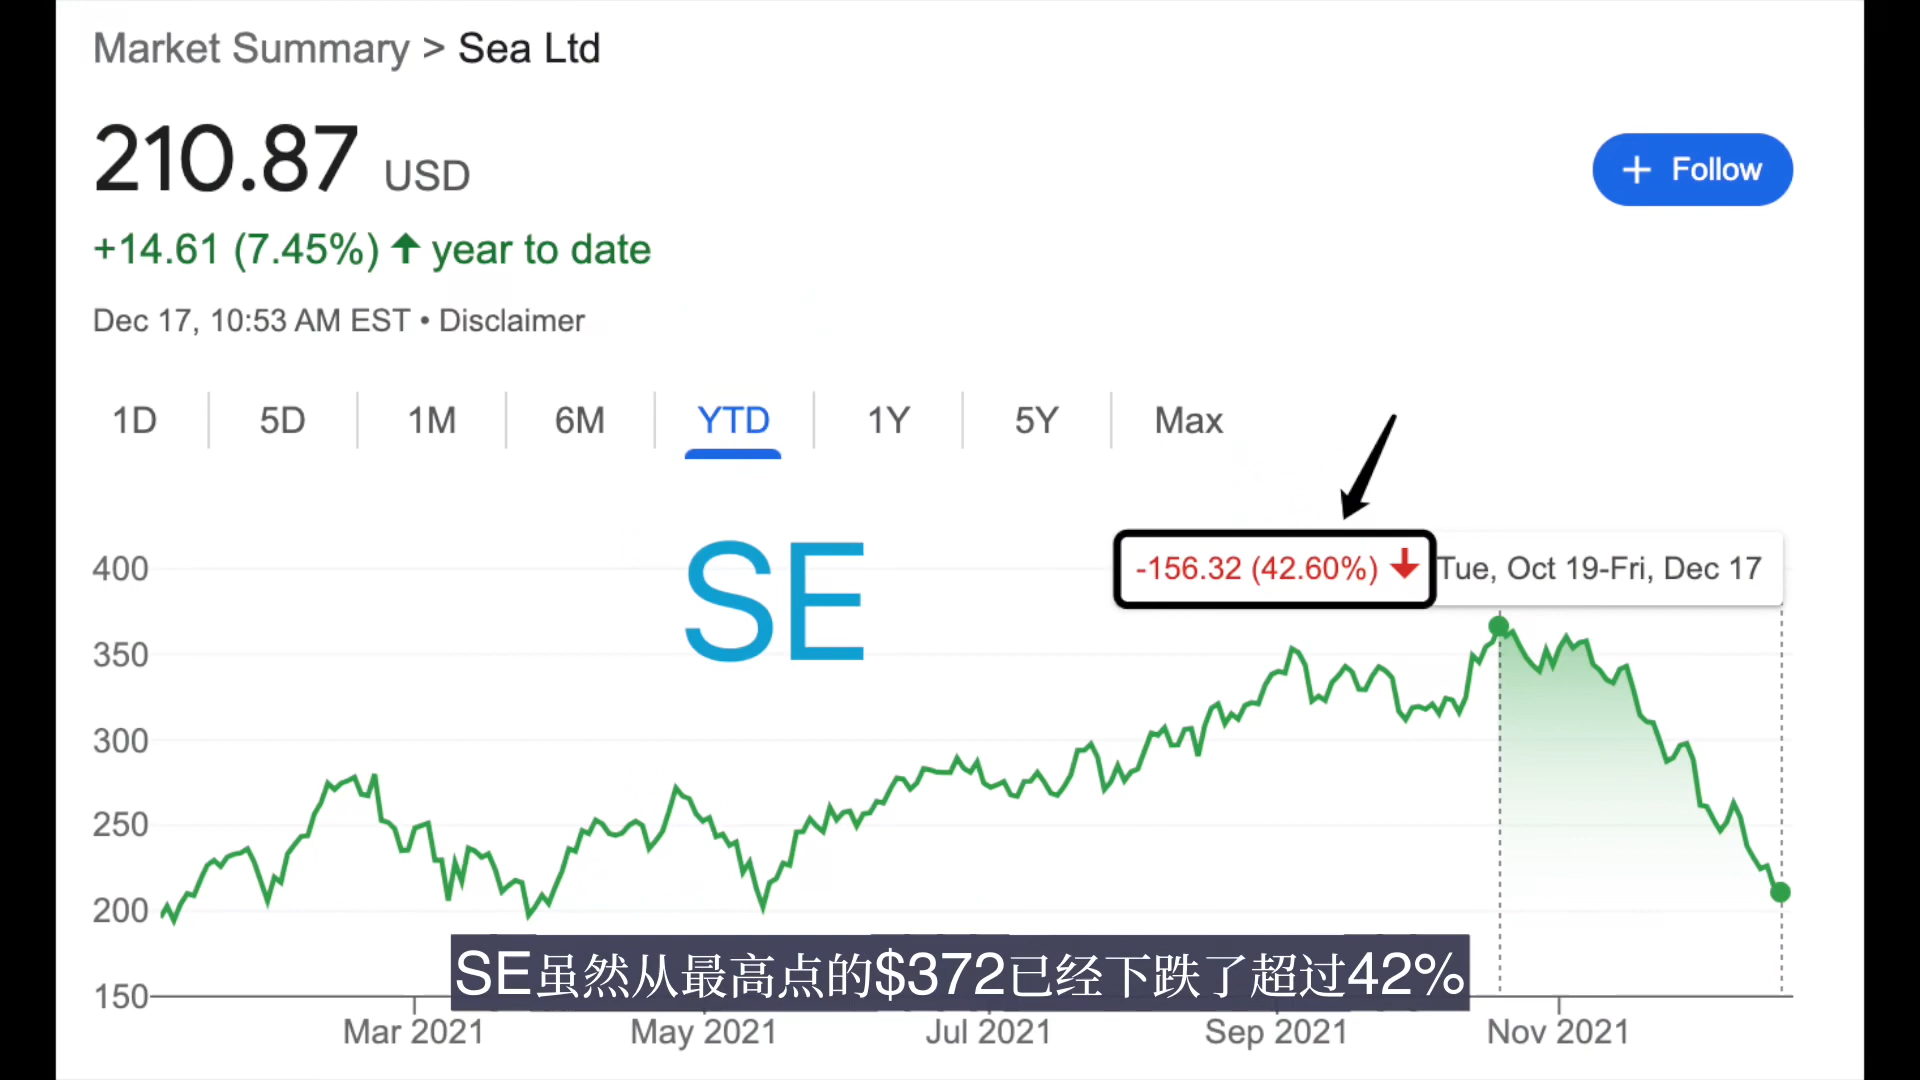 Market Summary > Sea Ltd
210.87 USD
+ Follow
+14.61 (7.45%) ↑ year to date
Dec 17, 10:53 AM EST • Disclaimer
1D 5D 1M 6M YTD 1Y 5Y Max
SE
-156.32 (42.60%) ↓ Tue, Oct 19-Fri, Dec 17
400
350
300
250
200
150
SE虽然从最高点的$372已经下跌了超过42%
Mar 2021 May 2021 Jul 2021 Sep 2021 Nov 2021